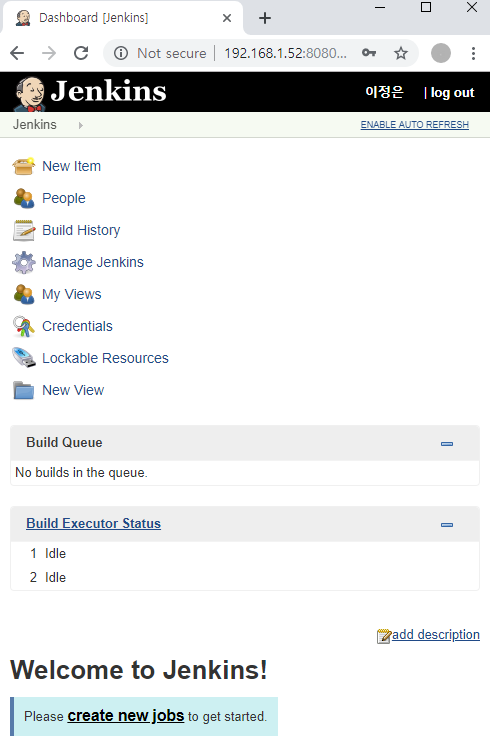 Dashboard [Jenkins]
Not secure | 192.168.1.52:8080...
Jenkins 이정은 | log out
Jenkins ENABLE AUTO REFRESH
New Item
People
Build History
Manage Jenkins
My Views
Credentials
Lockable Resources
New View
Build Queue
No builds in the queue.
Build Executor Status
1 Idle
2 Idle
add description
Welcome to Jenkins!
Please create new jobs to get started.